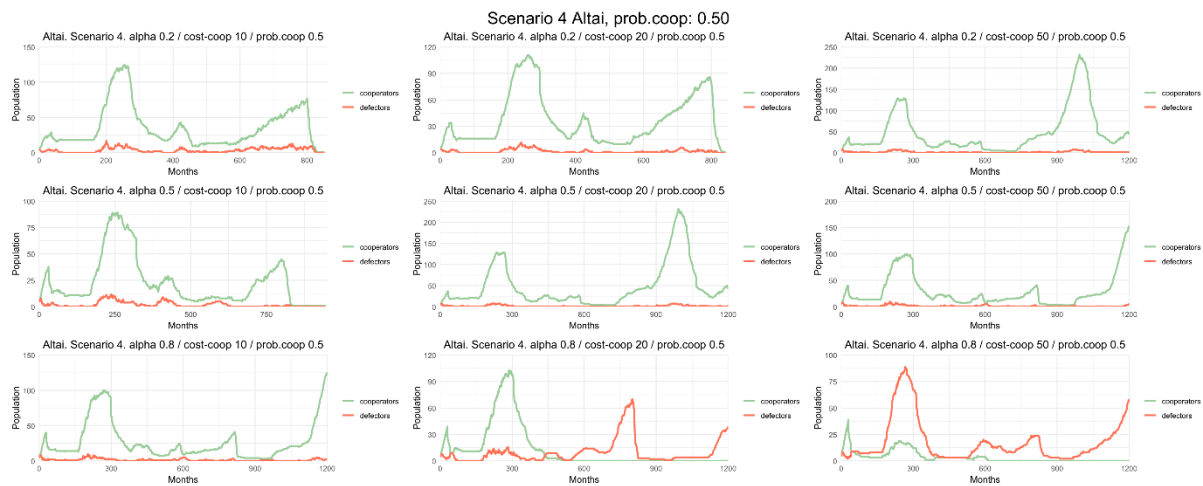 Scenario 4 Altai, prob.coop: 0.50
Altai. Scenario 4. alpha 0.2 / cost-coop 10 / prob.coop 0.5
150
100
50
0
Population
0 200 400 600 800
Months
cooperators
defectors
Altai. Scenario 4. alpha 0.2 / cost-coop 20 / prob.coop 0.5
120
90
60
30
0
Population
0 200 400 600 800
Months
cooperators
defectors
Altai. Scenario 4. alpha 0.2 / cost-coop 50 / prob.coop 0.5
250
200
150
100
50
0
Population
0 300 600 900 1200
Months
cooperators
defectors
Altai. Scenario 4. alpha 0.5 / cost-coop 10 / prob.coop 0.5
100
75
50
25
0
Population
0 250 500 750
Months
cooperators
defectors
Altai. Scenario 4. alpha 0.5 / cost-coop 20 / prob.coop 0.5
250
200
150
100
50
0
Population
0 300 600 900 1200
Months
cooperators
defectors
Altai. Scenario 4. alpha 0.5 / cost-coop 50 / prob.coop 0.5
200
150
100
50
0
Population
0 300 600 900 1200
Months
cooperators
defectors
Altai. Scenario 4. alpha 0.8 / cost-coop 10 / prob.coop 0.5
150
100
50
0
Population
0 300 600 900 1200
Months
cooperators
defectors
Altai. Scenario 4. alpha 0.8 / cost-coop 20 / prob.coop 0.5
120
90
60
30
0
Population
0 300 600 900 1200
Months
cooperators
defectors
Altai. Scenario 4. alpha 0.8 / cost-coop 50 / prob.coop 0.5
100
75
50
25
0
Population
0 300 600 900 1200
Months
cooperators
defectors